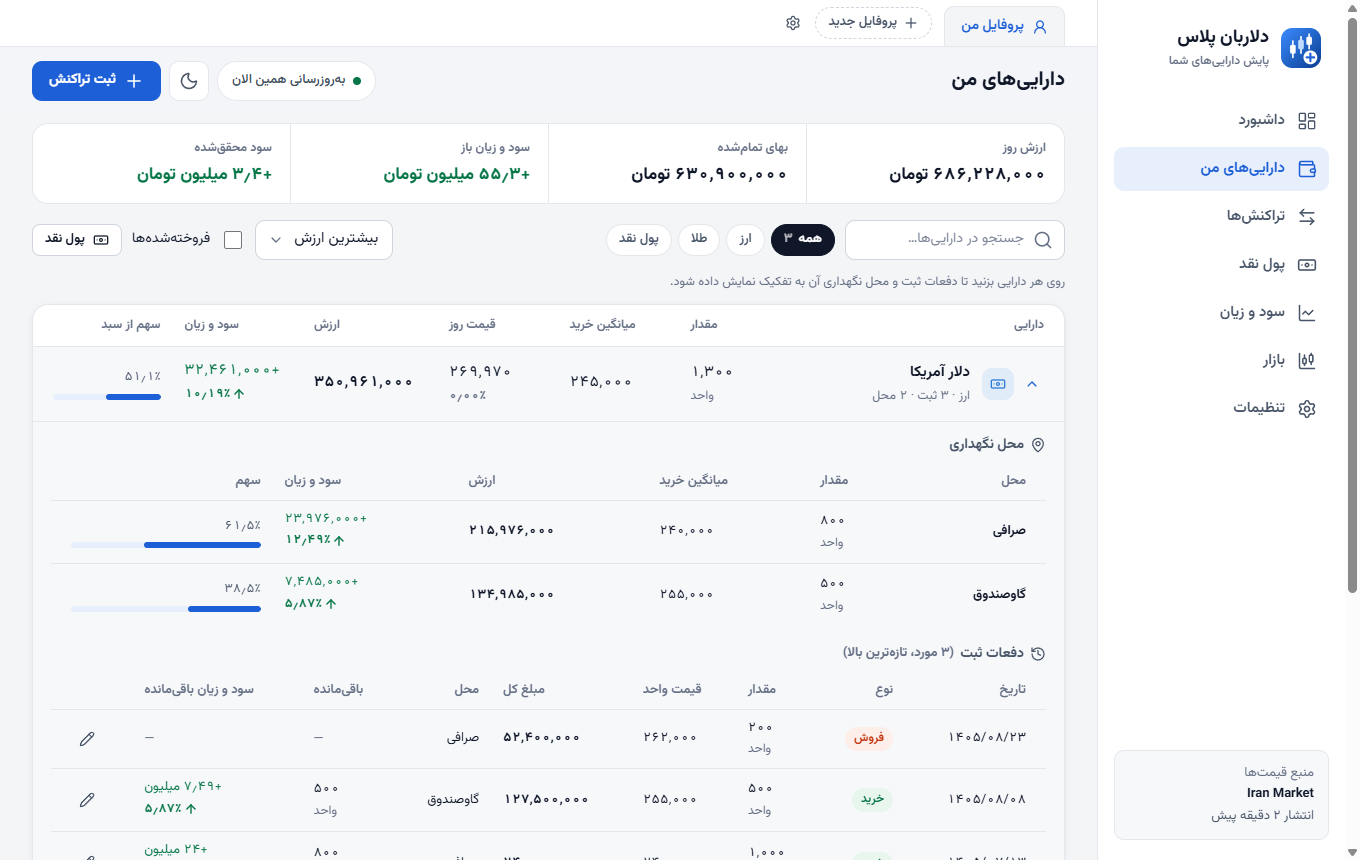 دلاربان پلاس
پایش دارایی‌های شما
داشبورد
دارایی‌های من
تراکنش‌ها
پول نقد
سود و زیان
بازار
تنظیمات
منبع قیمت‌ها
Iran Market
انتشار ۲ دقیقه پیش
پروفایل من
پروفایل جدید
دارایی‌های من
به‌روزرسانی همین الان
ثبت تراکنش
ارزش روز
۶۸۶,۲۲۸,۰۰۰ تومان
بهای تمام‌شده
۶۳۰,۹۰۰,۰۰۰ تومان
سود و زیان باز
+۵۵٫۳ میلیون تومان
سود محقق‌شده
+۳٫۴ میلیون تومان
جستجو در دارایی‌ها...
همه ۳
ارز
طلا
پول نقد
بیشترین ارزش
فروخته‌شده‌ها
پول نقد
روی هر دارایی بزنید تا دفعات ثبت و محل نگهداری آن به تفکیک نمایش داده شود.
دارایی مقدار میانگین خرید قیمت روز ارزش سود و زیان سهم از سبد
دلار آمریکا ۱,۳۰۰ ۲۴۵,۰۰۰ ۲۶۹,۹۷۰ ۳۵۰,۹۶۱,۰۰۰ +۳۲,۴۶۱,۰۰۰ ۵۱٫۱٪
ارز · ۳ ثبت · ۲ محل واحد ۰٫۰۰٪ ۱۰٫۱۹٪
محل نگهداری
محل مقدار میانگین خرید ارزش سود و زیان سهم
صرافی ۸۰۰ ۲۴۰,۰۰۰ ۲۱۵,۹۷۶,۰۰۰ +۲۳,۹۷۶,۰۰۰ ۶۱٫۵٪
واحد ۱۲٫۴۹٪
گاوصندوق ۵۰۰ ۲۵۵,۰۰۰ ۱۳۴,۹۸۵,۰۰۰ +۷,۴۸۵,۰۰۰ ۳۸٫۵٪
واحد ۵٫۸۷٪
دفعات ثبت (۳ مورد، تازه‌ترین بالا)
تاریخ نوع مقدار قیمت واحد مبلغ کل محل باقی‌مانده سود و زیان باقی‌مانده
۱۴۰۵/۰۸/۲۳ فروش ۲۰۰ ۲۶۲,۰۰۰ ۵۲,۴۰۰,۰۰۰ صرافی — —
واحد
۱۴۰۵/۰۸/۰۸ خرید ۵۰۰ ۲۵۵,۰۰۰ ۱۲۷,۵۰۰,۰۰۰ گاوصندوق ۵۰۰ +۷٫۴۹ میلیون
واحد واحد ۵٫۸۷٪
۱,۰۰۰ ۸۰۰ +۲۴ میلیون